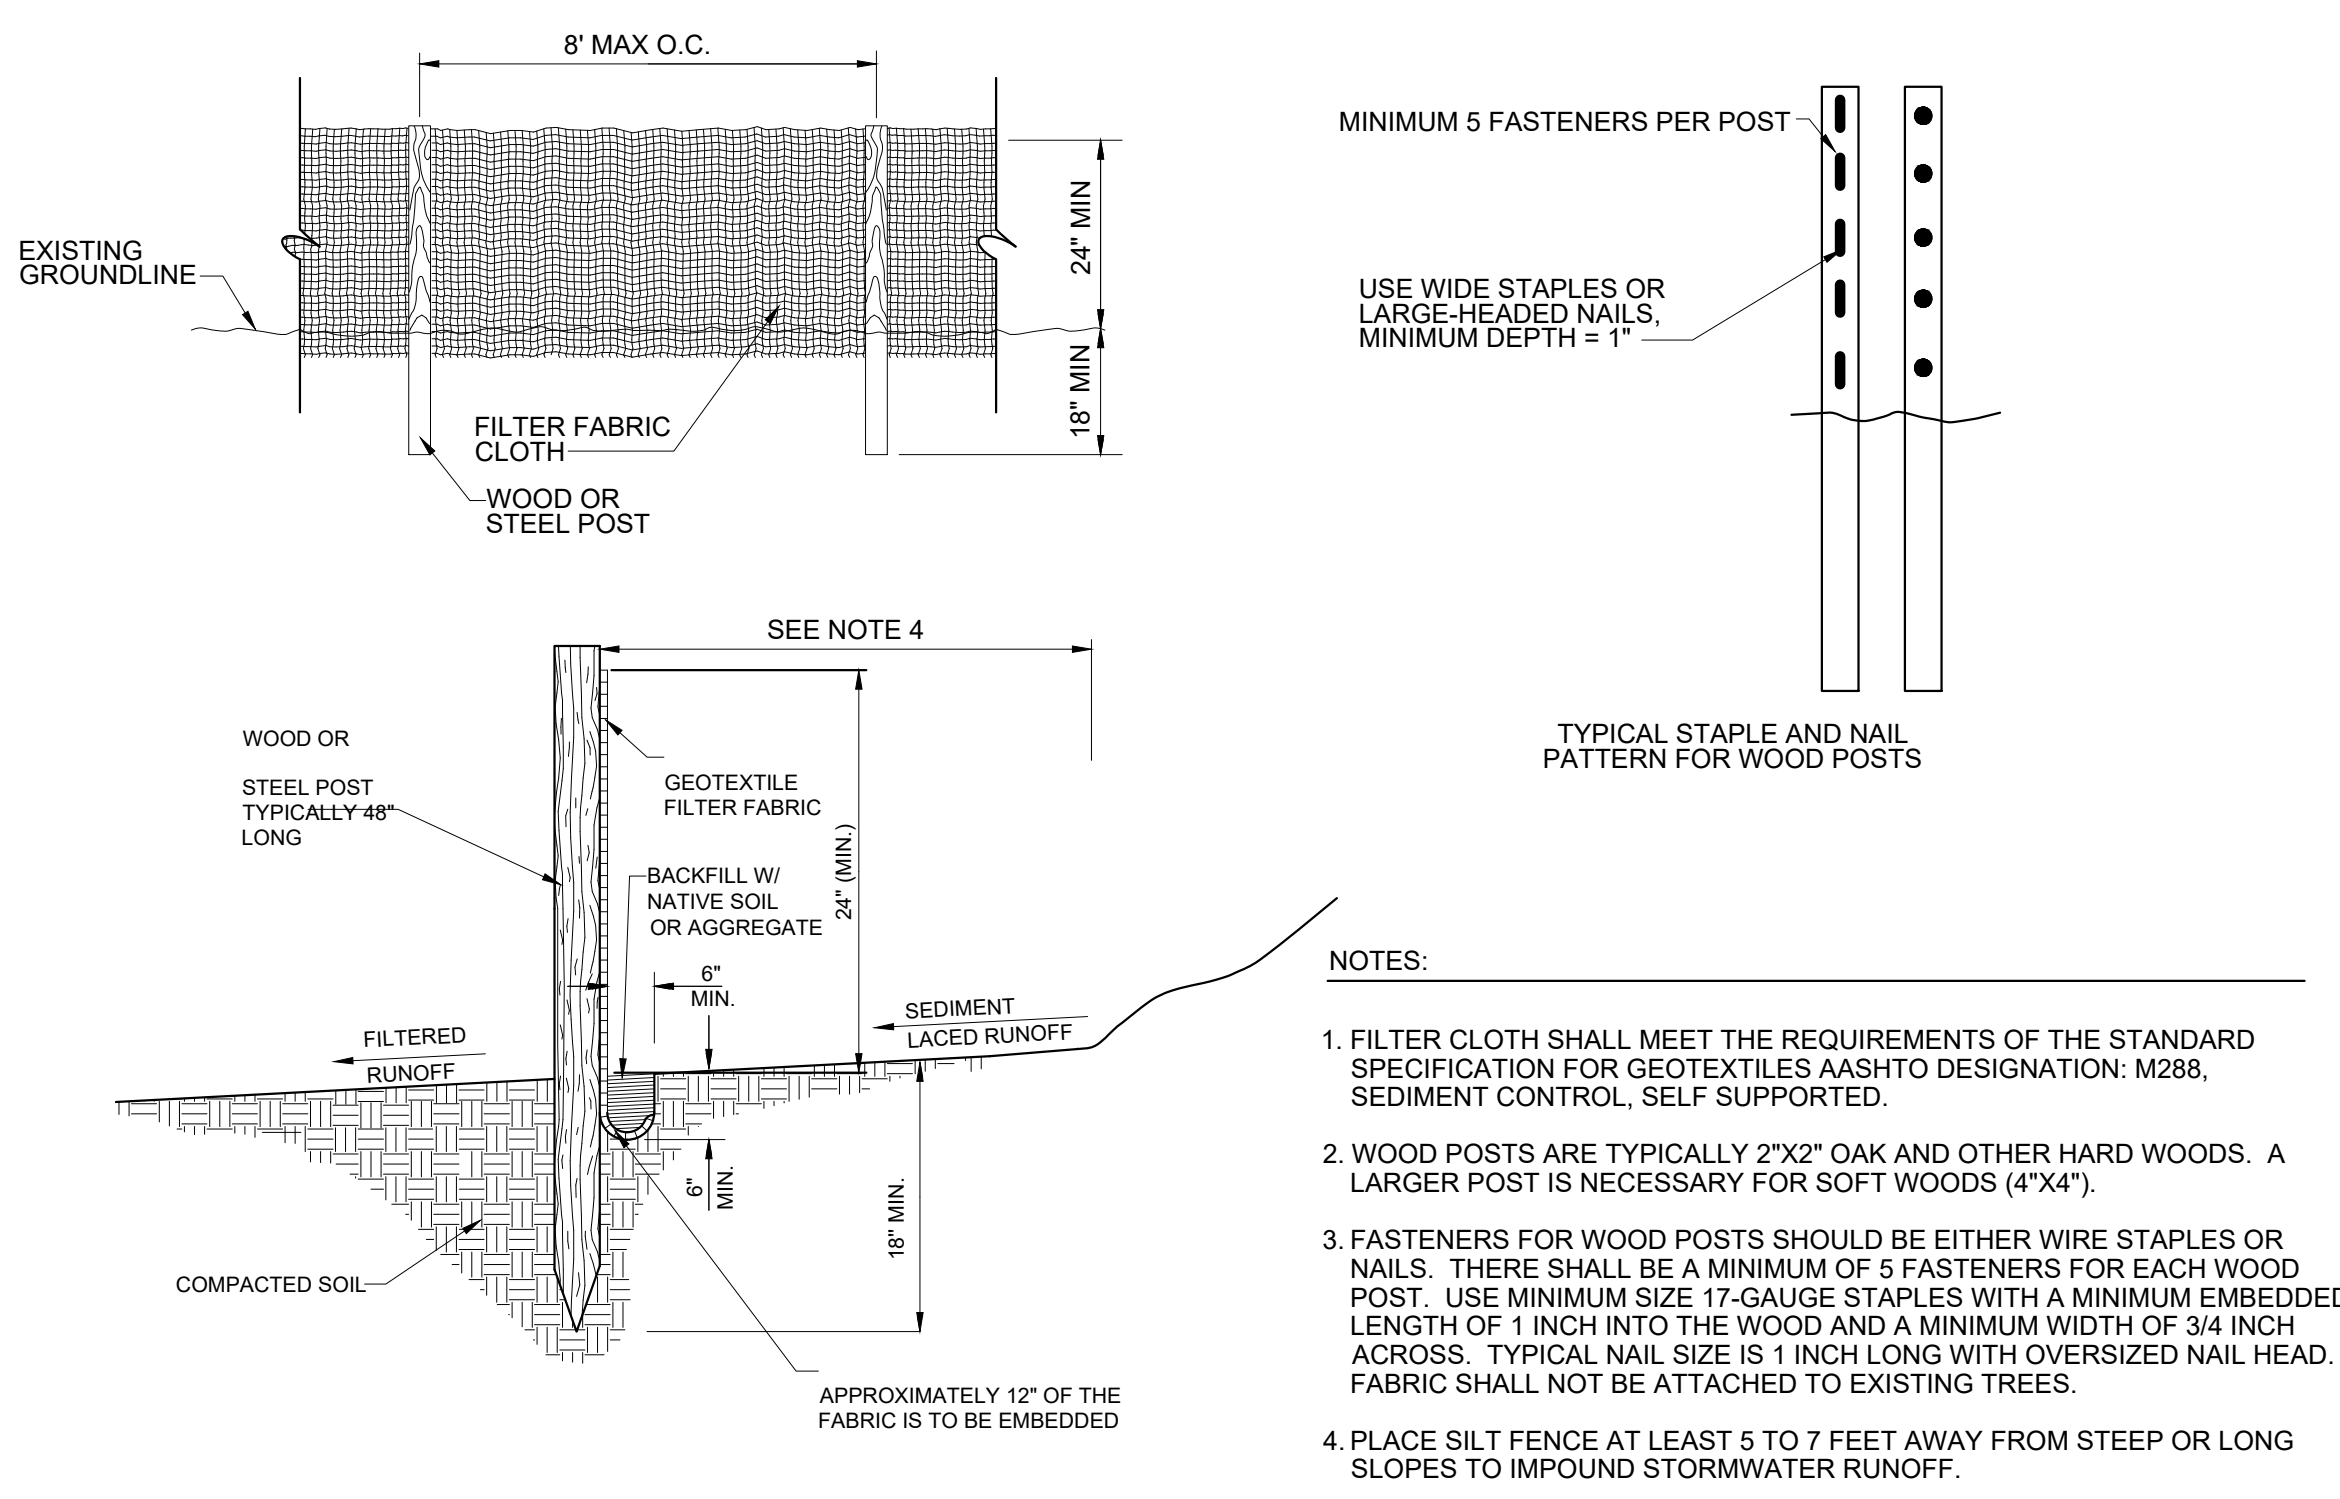 8' MAX O.C.
EXISTING
GROUNDLINE
24" MIN
18" MIN
FILTER FABRIC
CLOTH
WOOD OR
STEEL POST
MINIMUM 5 FASTENERS PER POST
USE WIDE STAPLES OR
LARGE-HEADED NAILS,
MINIMUM DEPTH = 1"
TYPICAL STAPLE AND NAIL
PATTERN FOR WOOD POSTS
SEE NOTE 4
WOOD OR
STEEL POST
TYPICALLY 48"
LONG
GEOTEXTILE
FILTER FABRIC
24" (MIN.)
BACKFILL W/
NATIVE SOIL
OR AGGREGATE
6"
MIN.
SEDIMENT
LACED RUNOFF
FILTERED
RUNOFF
6"
MIN.
18" MIN.
COMPACTED SOIL
APPROXIMATELY 12" OF THE
FABRIC IS TO BE EMBEDDED
NOTES:
1. FILTER CLOTH SHALL MEET THE REQUIREMENTS OF THE STANDARD
SPECIFICATION FOR GEOTEXTILES AASHTO DESIGNATION: M288,
SEDIMENT CONTROL, SELF SUPPORTED.
2. WOOD POSTS ARE TYPICALLY 2"X2" OAK AND OTHER HARD WOODS. A
LARGER POST IS NECESSARY FOR SOFT WOODS (4"X4").
3. FASTENERS FOR WOOD POSTS SHOULD BE EITHER WIRE STAPLES OR
NAILS. THERE SHALL BE A MINIMUM OF 5 FASTENERS FOR EACH WOOD
POST. USE MINIMUM SIZE 17-GAUGE STAPLES WITH A MINIMUM EMBEDDED
LENGTH OF 1 INCH INTO THE WOOD AND A MINIMUM WIDTH OF 3/4 INCH
ACROSS. TYPICAL NAIL SIZE IS 1 INCH LONG WITH OVERSIZED NAIL HEAD.
FABRIC SHALL NOT BE ATTACHED TO EXISTING TREES.
4. PLACE SILT FENCE AT LEAST 5 TO 7 FEET AWAY FROM STEEP OR LONG
SLOPES TO IMPOUND STORMWATER RUNOFF.